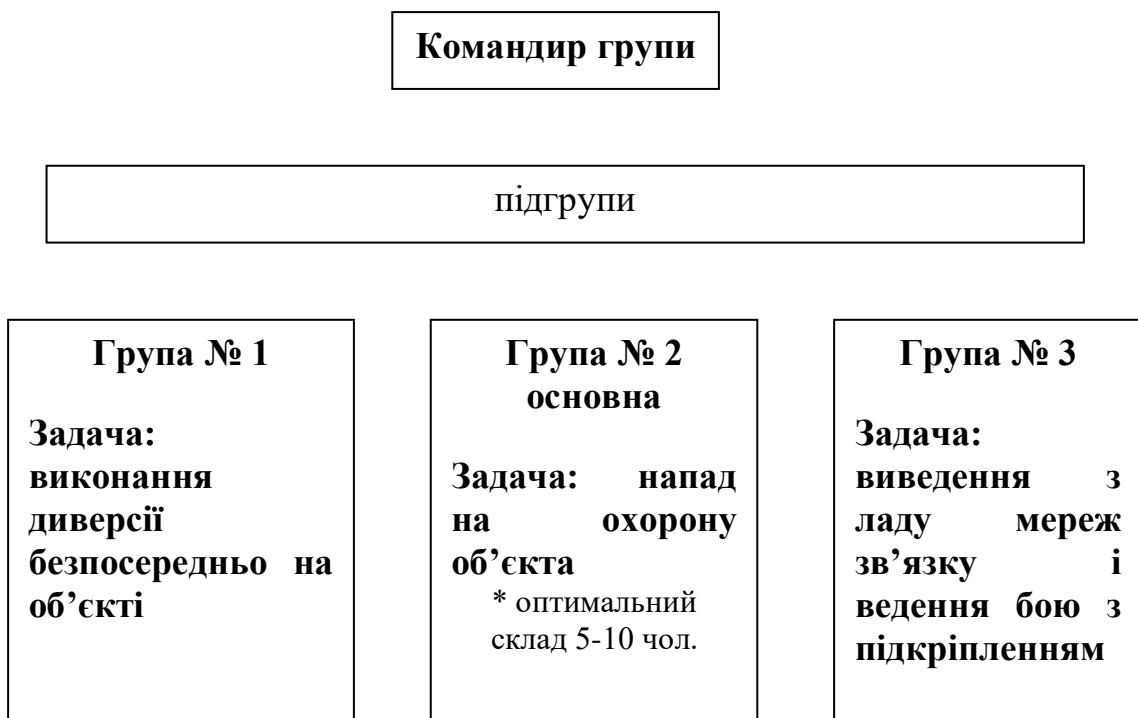 Командир групи
підгрупи
Група № 1
Задача:
виконання
диверсії
безпосередньо на
об’єкті
Група № 2
основна
Задача: напад
на охорону
об’єкта
* оптимальний
склад 5-10 чол.
Група № 3
Задача:
виведення з
ладу мереж
зв’язку і
ведення бою з
підкріпленням